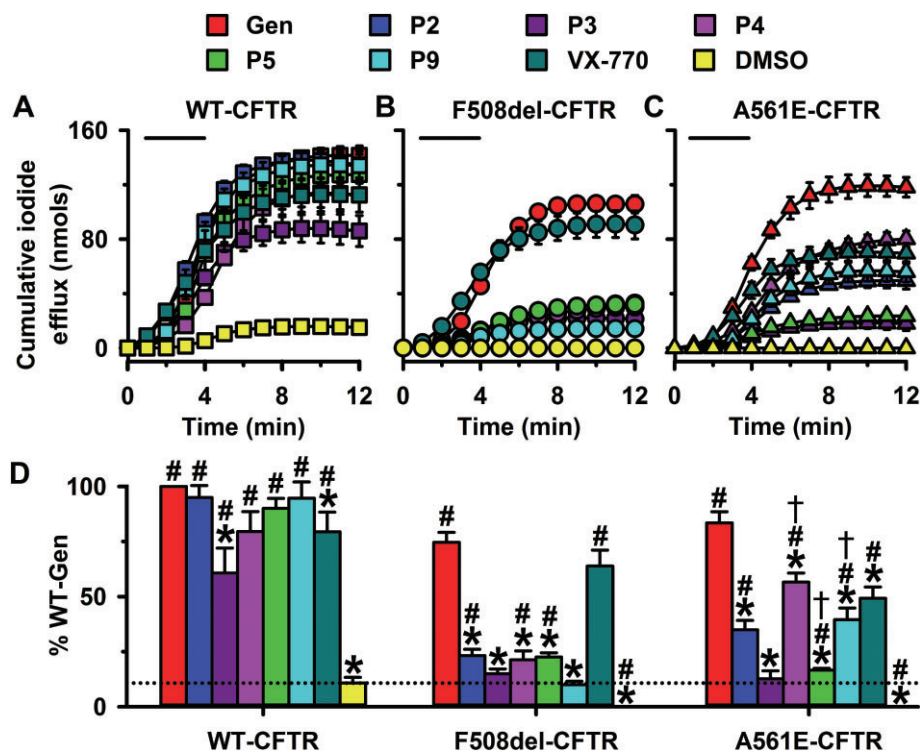 Gen P2 P3 P4
P5 P9 VX-770 DMSO
A WT-CFTR B F508del-CFTR C A561E-CFTR
Cumulative iodide
efflux (nmols)
160
80
0
0 4 8 12 0 4 8 12 0 4 8 12
Time (min) Time (min) Time (min)
D
% WT-Gen
100
50
0
# # # # # # #
* * *
# # # # # #
* * * * * *
† † †
# # # # # # #
* * * * * * *
WT-CFTR F508del-CFTR A561E-CFTR